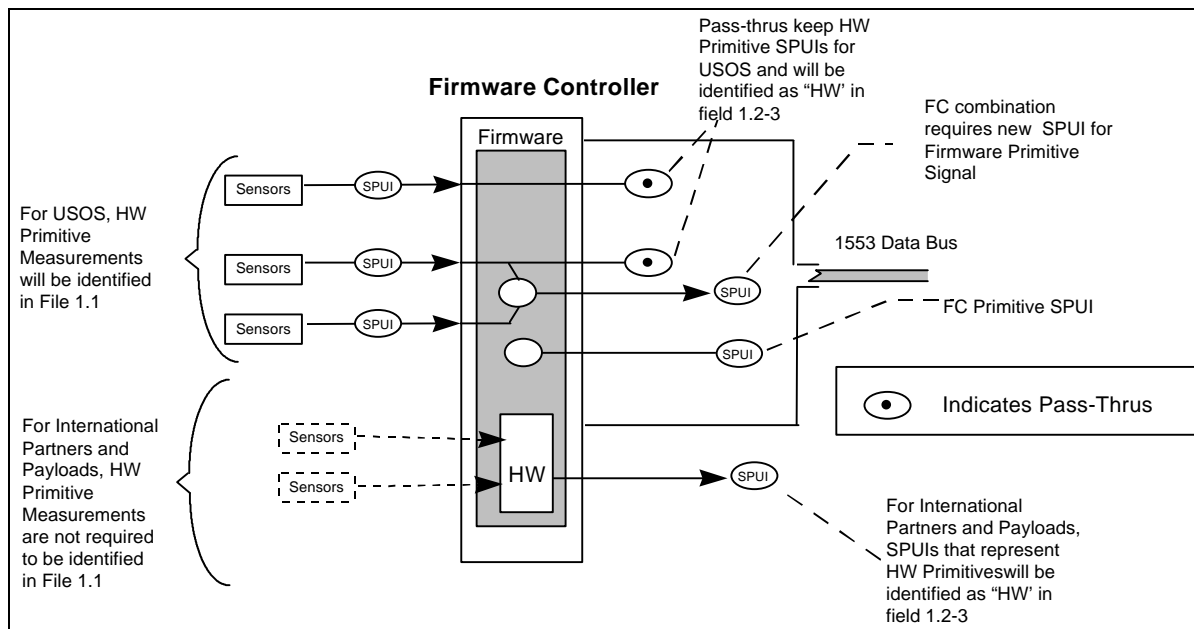 Pass-thrus keep HW
Primitive SPUIs for
USOS and will be
identified as “HW’ in
field 1.2-3
Firmware Controller
FC combination
requires new SPUI for
Firmware Primitive
Signal
Firmware
Sensors
SPUI
For USOS, HW
Primitive
Measurements
will be identified
in File 1.1
Sensors
SPUI
1553 Data Bus
SPUI
Sensors
SPUI
FC Primitive SPUI
SPUI
Indicates Pass-Thrus
For International
Partners and
Payloads, HW
Primitive
Measurements
are not required
to be identified
in File 1.1
Sensors
Sensors
HW
SPUI
For International
Partners and Payloads,
SPUIs that represent
HW Primitiveswill be
identified as “HW’ in
field 1.2-3